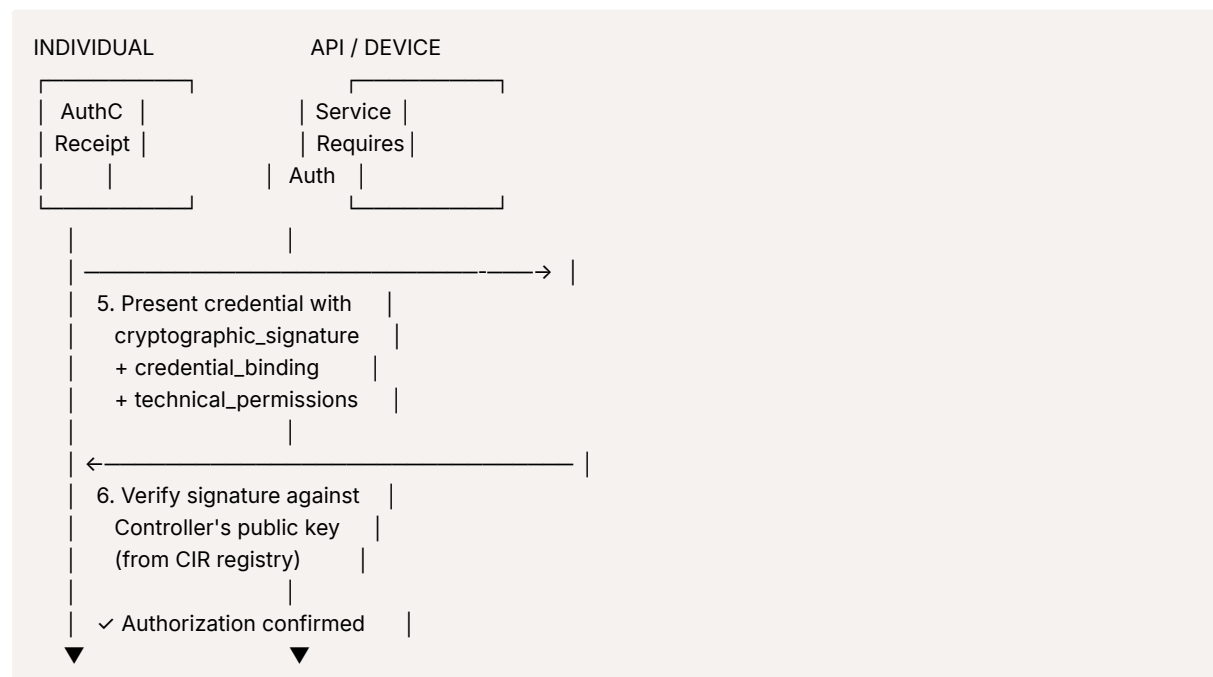 INDIVIDUAL API / DEVICE
┌─────────┐ ┌─────────┐
│ AuthC │ │ Service │
│ Receipt │ │ Requires│
│ │ │ Auth │
└─────────┘ └─────────┘
│ │
│ ──────────────────────────-───→ │
│ 5. Present credential with │
│ cryptographic_signature │
│ + credential_binding │
│ + technical_permissions │
│ │
│ ←─────────────────────────────── │
│ 6. Verify signature against │
│ Controller's public key │
│ (from CIR registry) │
│ │
│ ✓ Authorization confirmed │
▼ ▼